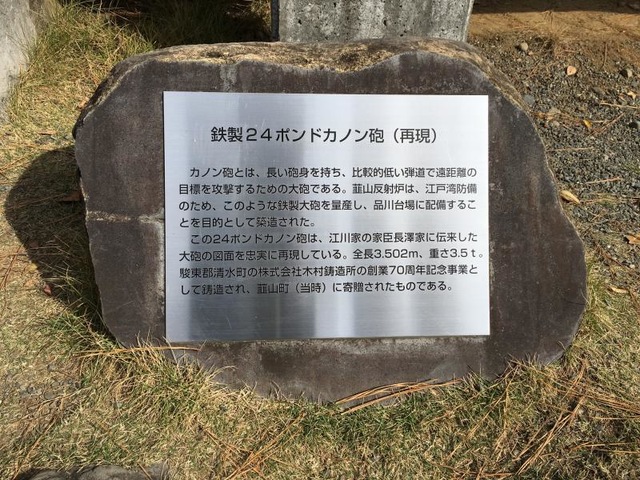 鉄製24ポンドカノン砲（再現）
カノン砲とは、長い砲身を持ち、比較的低い弾道で遠距離の
目標を攻撃するための大砲である。韮山反射炉は、江戸湾防備
のため、このような鉄製大砲を量産し、品川台場に配備するこ
とを目的として築造された。
この24ポンドカノン砲は、江川家の家臣長澤家に伝来した
大砲の図面を忠実に再現している。全長3.502m、重さ3.5ｔ。
駿東郡清水町の株式会社木村鋳造所の創業70周年記念事業と
して鋳造され、韮山町（当時）に寄贈されたものである。